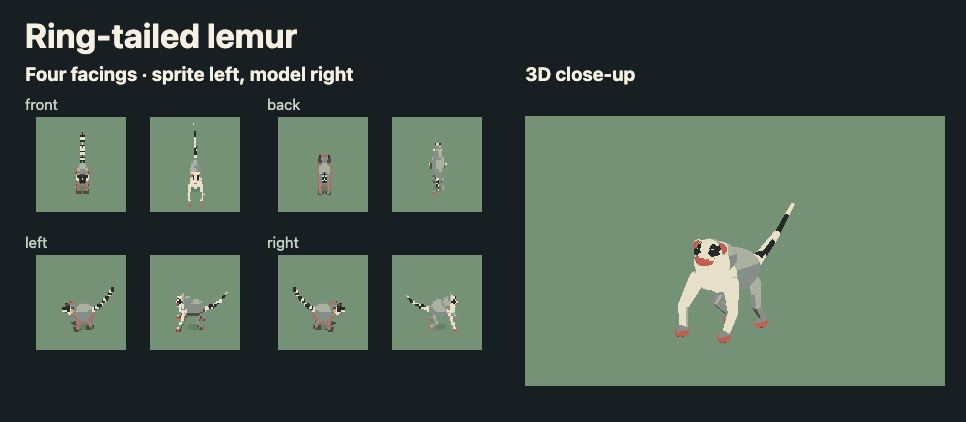 Ring-tailed lemur
Four facings · sprite left, model right
3D close-up
front
back
left
right